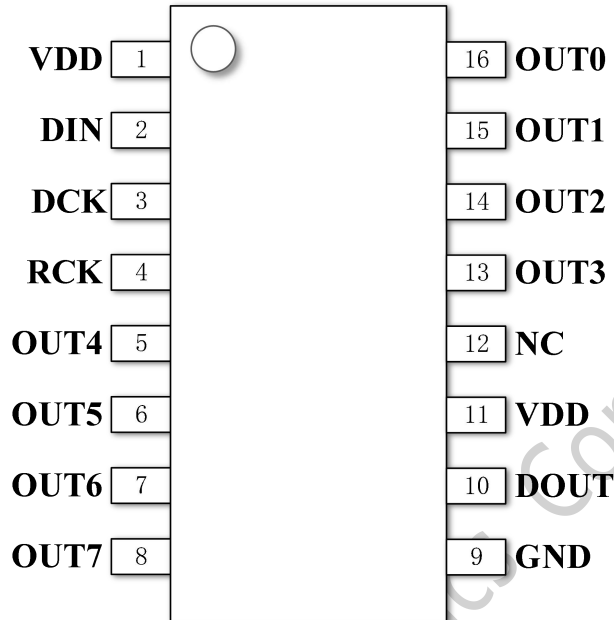 VDD 1 16 OUT0
DIN 2 15 OUT1
DCK 3 14 OUT2
RCK 4 13 OUT3
OUT4 5 12 NC
OUT5 6 11 VDD
OUT6 7 10 DOUT
OUT7 8 9 GND